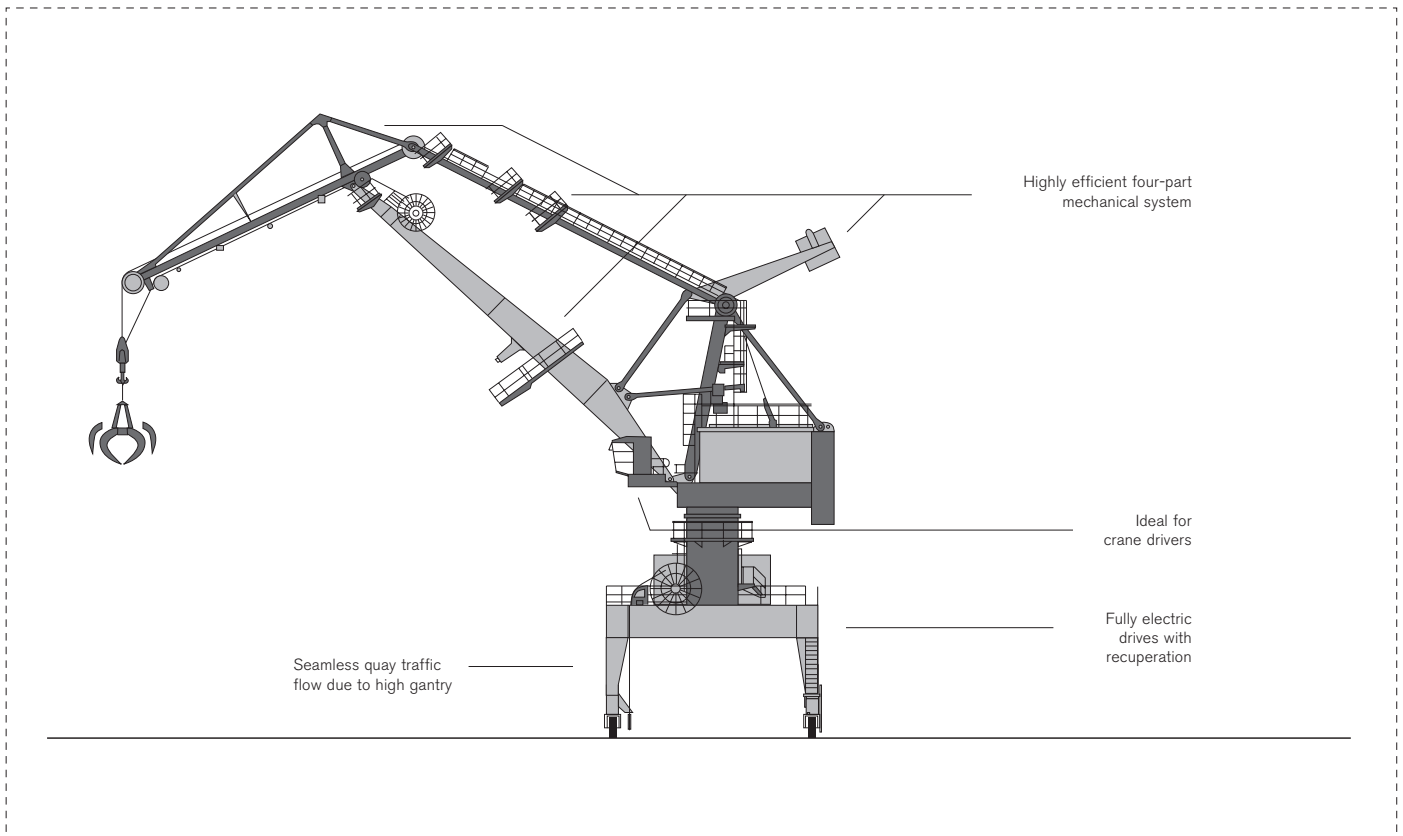 Highly efficient four-part
mechanical system
Ideal for
crane drivers
Fully electric
drives with
recuperation
Seamless quay traffic
flow due to high gantry